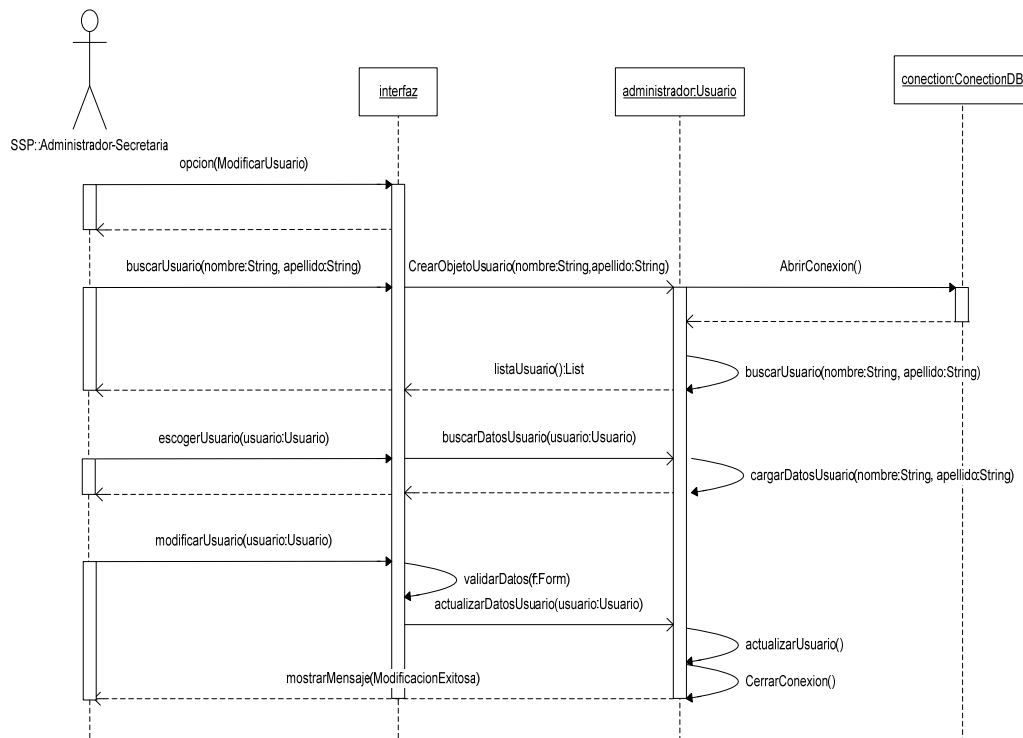 conection:ConectionDB
interfaz
administrador:Usuario
SSP::Administrador-Secretaria
opcion(ModificarUsuario)
buscarUsuario(nombre:String, apellido:String)
CrearObjetoUsuario(nombre:String,apellido:String)
AbrirConexion()
listaUsuario():List
buscarUsuario(nombre:String, apellido:String)
escogerUsuario(usuario:Usuario)
buscarDatosUsuario(usuario:Usuario)
cargarDatosUsuario(nombre:String, apellido:String)
modificarUsuario(usuario:Usuario)
validarDatos(f:Form)
actualizarDatosUsuario(usuario:Usuario)
actualizarUsuario()
mostrarMensaje(ModificacionExitosa)
CerrarConexion()